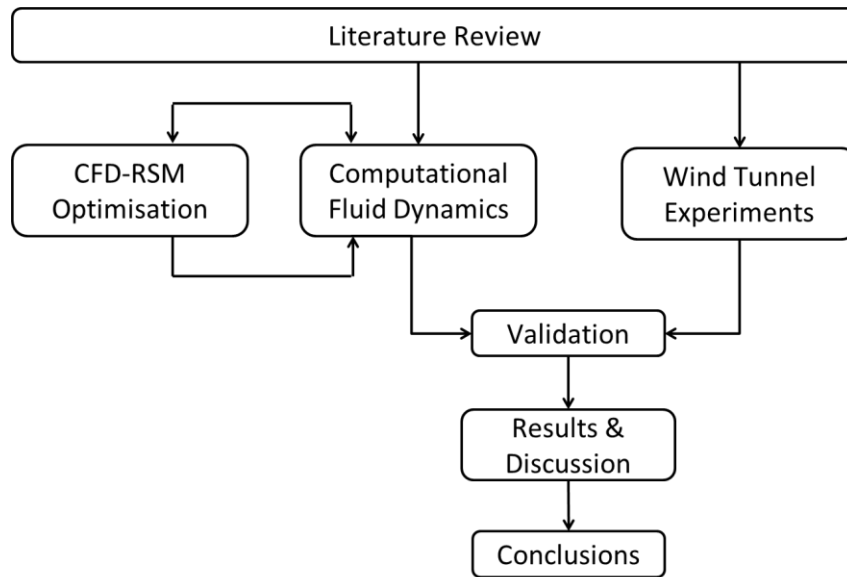 Literature Review
CFD-RSM
Optimisation
Computational
Fluid Dynamics
Wind Tunnel
Experiments
Validation
Results &
Discussion
Conclusions